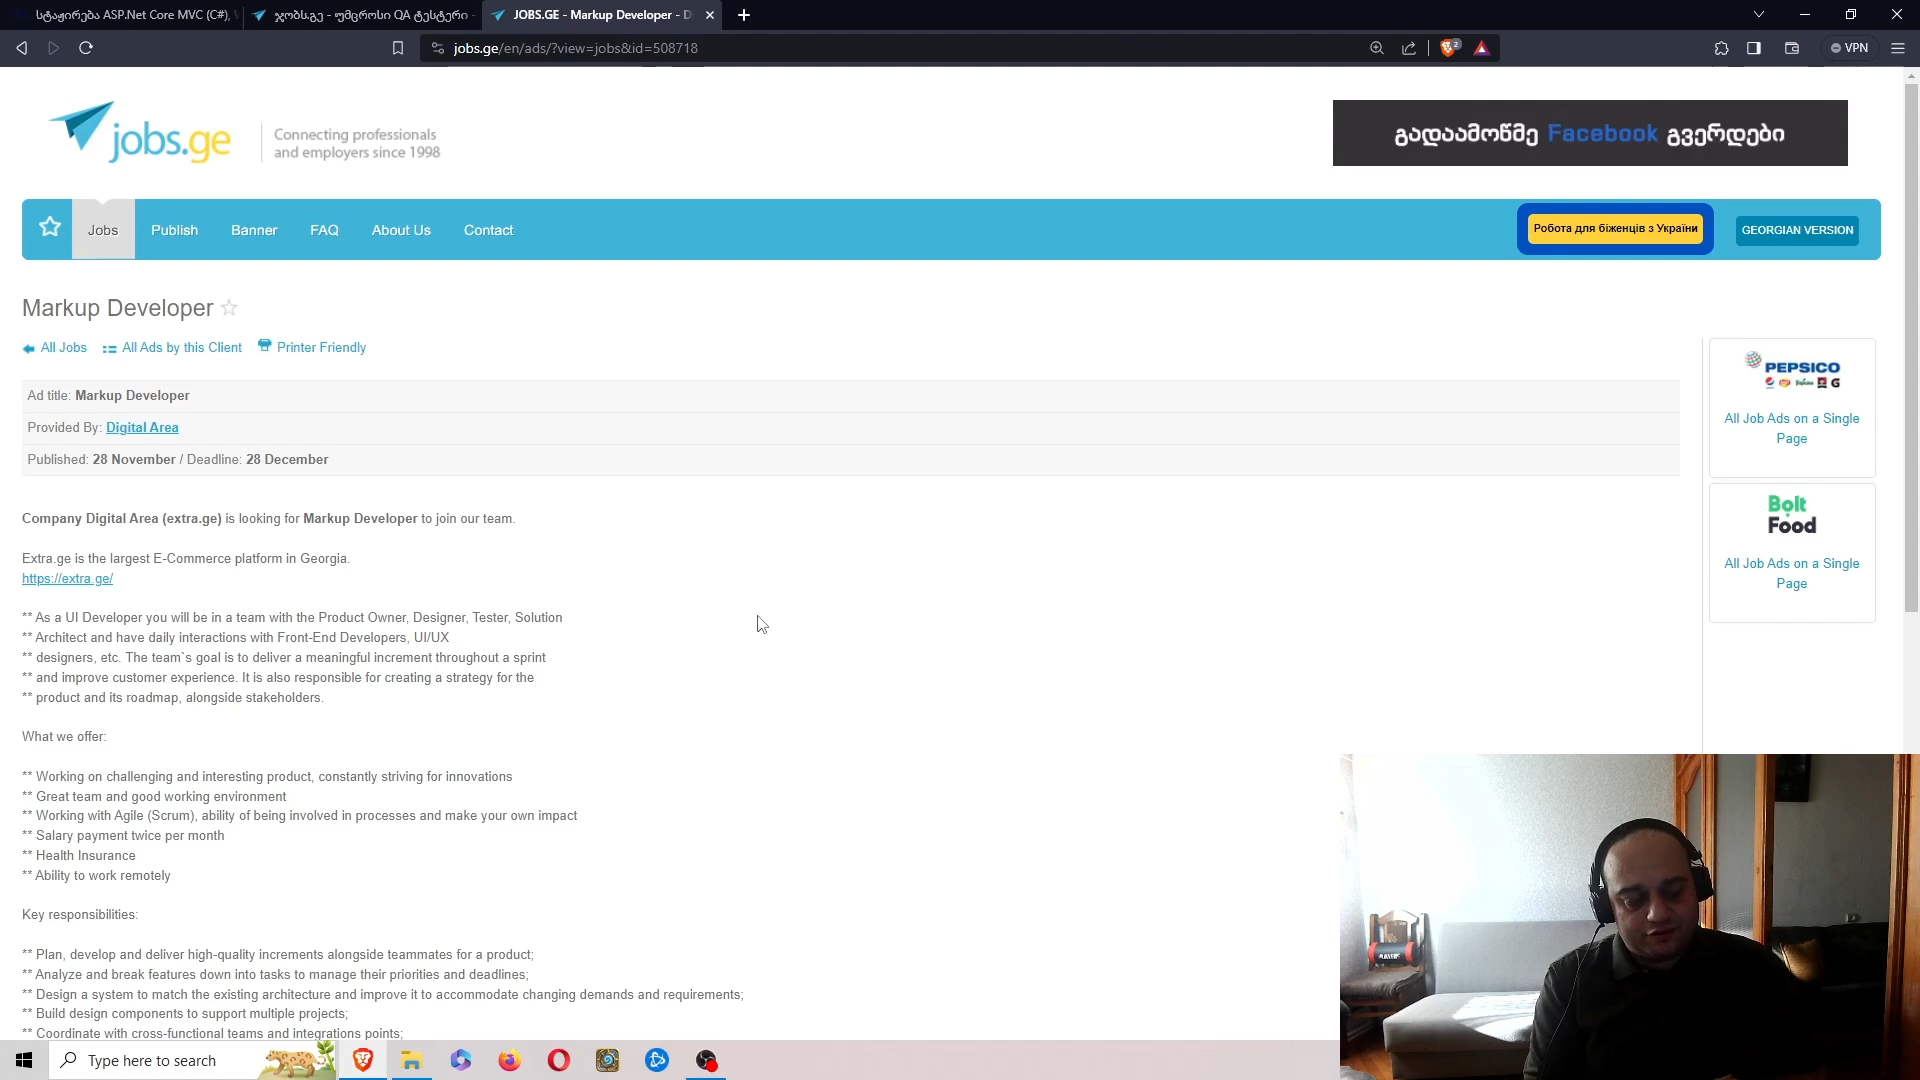 სტაჟირება ASP.Net Core MVC (C#),
ჯობს.გე - უმცროსი QA ტესტერი -
JOBS.GE - Markup Developer - D
jobs.ge/en/ads/?view=jobs&id=508718
2
VPN
jobs.ge
Connecting professionals
and employers since 1998
გადაამოწმე Facebook გვერდები
Jobs
Publish
Banner
FAQ
About Us
Contact
Робота для біженців з України
GEORGIAN VERSION
Markup Developer
All Jobs
All Ads by this Client
Printer Friendly
Ad title: Markup Developer
Provided By: Digital Area
Published: 28 November / Deadline: 28 December
PEPSICO
All Job Ads on a Single
Page
Bolt
Food
All Job Ads on a Single
Page
Company Digital Area (extra.ge) is looking for Markup Developer to join our team.
Extra.ge is the largest E-Commerce platform in Georgia.
https://extra.ge/
** As a UI Developer you will be in a team with the Product Owner, Designer, Tester, Solution
** Architect and have daily interactions with Front-End Developers, UI/UX
** designers, etc. The team`s goal is to deliver a meaningful increment throughout a sprint
** and improve customer experience. It is also responsible for creating a strategy for the
** product and its roadmap, alongside stakeholders.
What we offer:
** Working on challenging and interesting product, constantly striving for innovations
** Great team and good working environment
** Working with Agile (Scrum), ability of being involved in processes and make your own impact
** Salary payment twice per month
** Health Insurance
** Ability to work remotely
Key responsibilities:
** Plan, develop and deliver high-quality increments alongside teammates for a product;
** Analyze and break features down into tasks to manage their priorities and deadlines;
** Design a system to match the existing architecture and improve it to accommodate changing demands and requirements;
** Build design components to support multiple projects;
** Coordinate with cross-functional teams and integrations points;
Type here to search